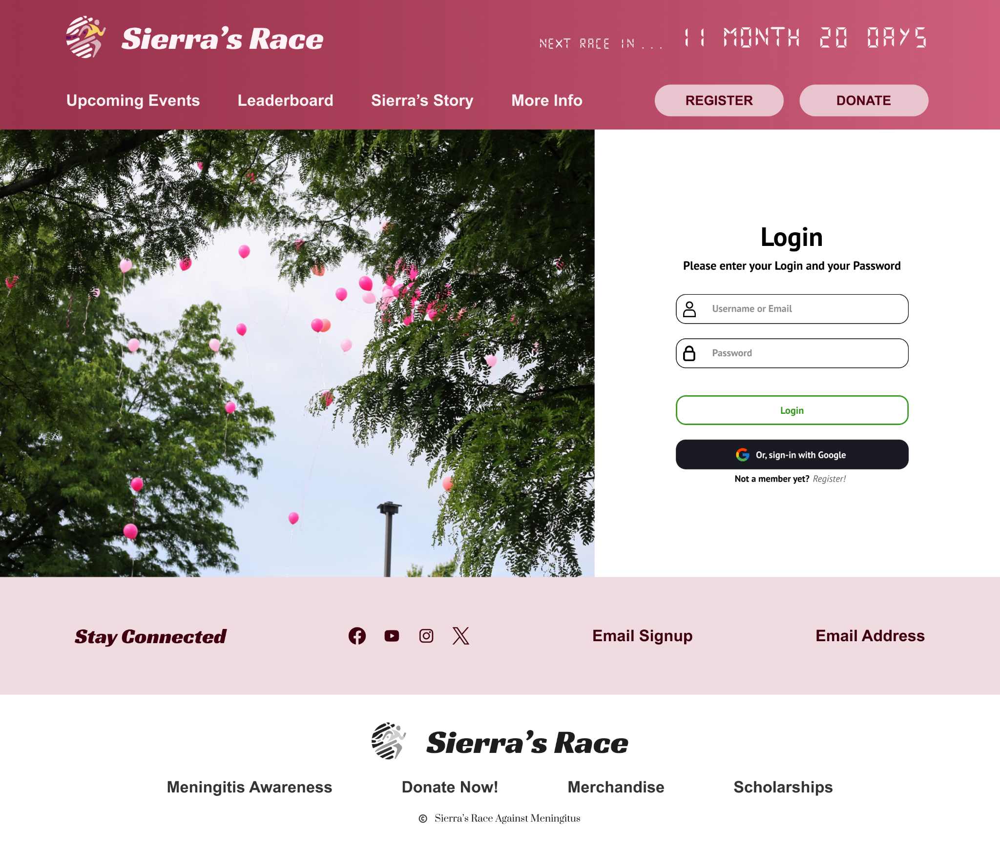 Sierra’s Race
NEXT RACE IN ... 11 MONTH 20 DAYS
Upcoming Events Leaderboard Sierra’s Story More Info REGISTER DONATE
Login
Please enter your Login and your Password
Username or Email
Password
Login
Or, sign-in with Google
Not a member yet? Register!
Stay Connected Email Signup Email Address
Sierra’s Race
Meningitis Awareness Donate Now! Merchandise Scholarships
© Sierra’s Race Against Meningitus